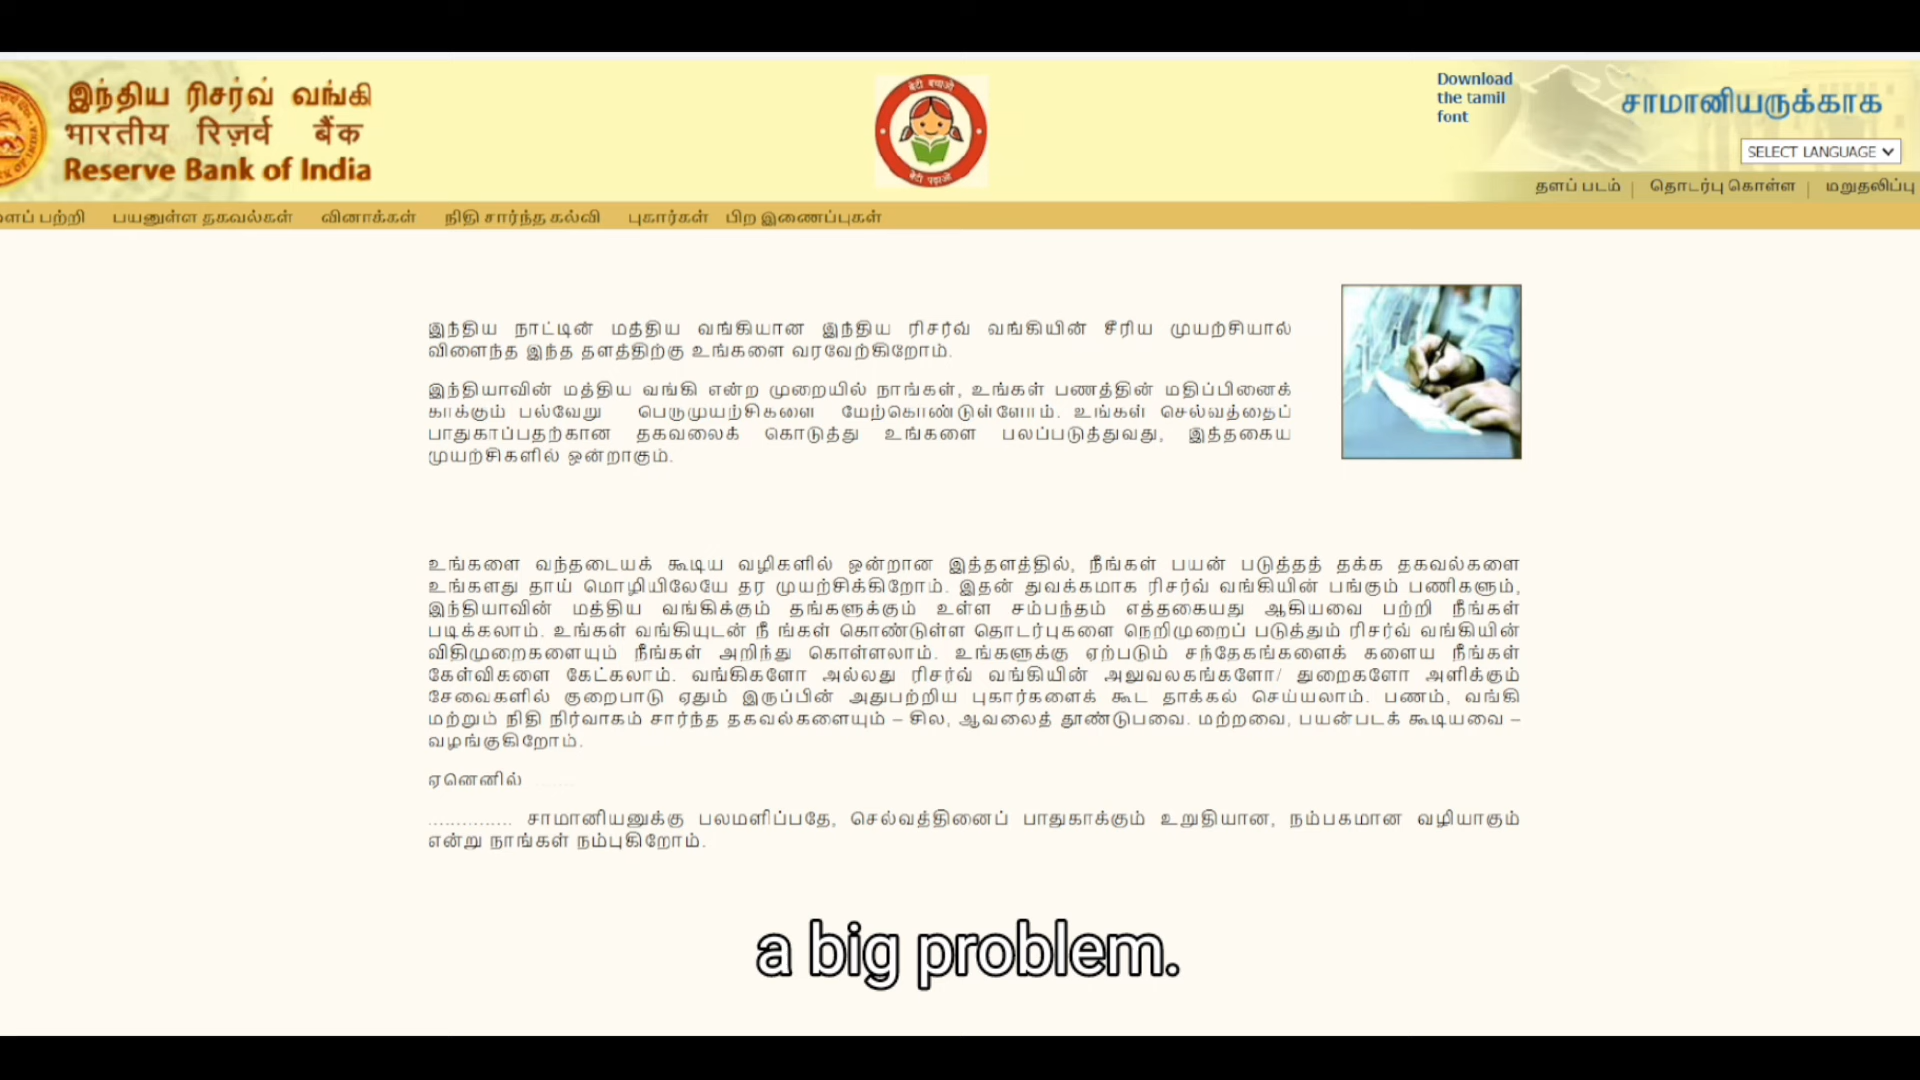 இந்திய ரிசர்வ் வங்கி
भारतीय रिज़र्व बैंक
Reserve Bank of India
बेटी बचाओ
बेटी पढ़ाओ
Download
the tamil
font
சாமானியருக்காக
SELECT LANGUAGE
தளப் படம் | தொடர்பு கொள்ள | மறுதலிப்பு
பற்றி பயனுள்ள தகவல்கள் வினாக்கள் நிதி சார்ந்த கல்வி புகார்கள் பிற இணைப்புகள்
இந்திய நாட்டின் மத்திய வங்கியான இந்திய ரிசர்வ் வங்கியின் சீரிய முயற்சியால்
விளைந்த இந்த தளத்திற்கு உங்களை வரவேற்கிறோம்.
இந்தியாவின் மத்திய வங்கி என்ற முறையில் நாங்கள், உங்கள் பணத்தின் மதிப்பினைக்
காக்கும் பல்வேறு பெருமுயற்சிகளை மேற்கொண்டுள்ளோம். உங்கள் செல்வத்தைப்
பாதுகாப்பதற்கான தகவலைக் கொடுத்து உங்களை பலப்படுத்துவது, இத்தகைய
முயற்சிகளில் ஒன்றாகும்.
உங்களை வந்தடையக் கூடிய வழிகளில் ஒன்றான இத்தளத்தில், நீங்கள் பயன் படுத்தத் தக்க தகவல்களை
உங்களது தாய் மொழியிலேயே தர முயற்சிக்கிறோம். இதன் துவக்கமாக ரிசர்வ் வங்கியின் பங்கும் பணிகளும்,
இந்தியாவின் மத்திய வங்கிக்கும் தங்களுக்கும் உள்ள சம்பந்தம் எத்தகையது ஆகியவை பற்றி நீங்கள்
படிக்கலாம். உங்கள் வங்கியுடன் நீ ங்கள் கொண்டுள்ள தொடர்புகளை நெறிமுறைப் படுத்தும் ரிசர்வ் வங்கியின்
விதிமுறைகளையும் நீங்கள் அறிந்து கொள்ளலாம். உங்களுக்கு ஏற்படும் சந்தேகங்களைக் களைய நீங்கள்
கேள்விகளை கேட்கலாம். வங்கிகளோ அல்லது ரிசர்வ் வங்கியின் அலுவலகங்களோ/ துறைகளோ அளிக்கும்
சேவைகளில் குறைபாடு ஏதும் இருப்பின் அதுபற்றிய புகார்களைக் கூட தாக்கல் செய்யலாம். பணம், வங்கி
மற்றும் நிதி நிர்வாகம் சார்ந்த தகவல்களையும் – சில, ஆவலைத் தூண்டுபவை. மற்றவை, பயன்படக் கூடியவை –
வழங்குகிறோம்.
ஏனெனில் .......
.............. சாமானியனுக்கு பலமளிப்பதே, செல்வத்தினைப் பாதுகாக்கும் உறுதியான, நம்பகமான வழியாகும்
என்று நாங்கள் நம்புகிறோம்.
a big problem.